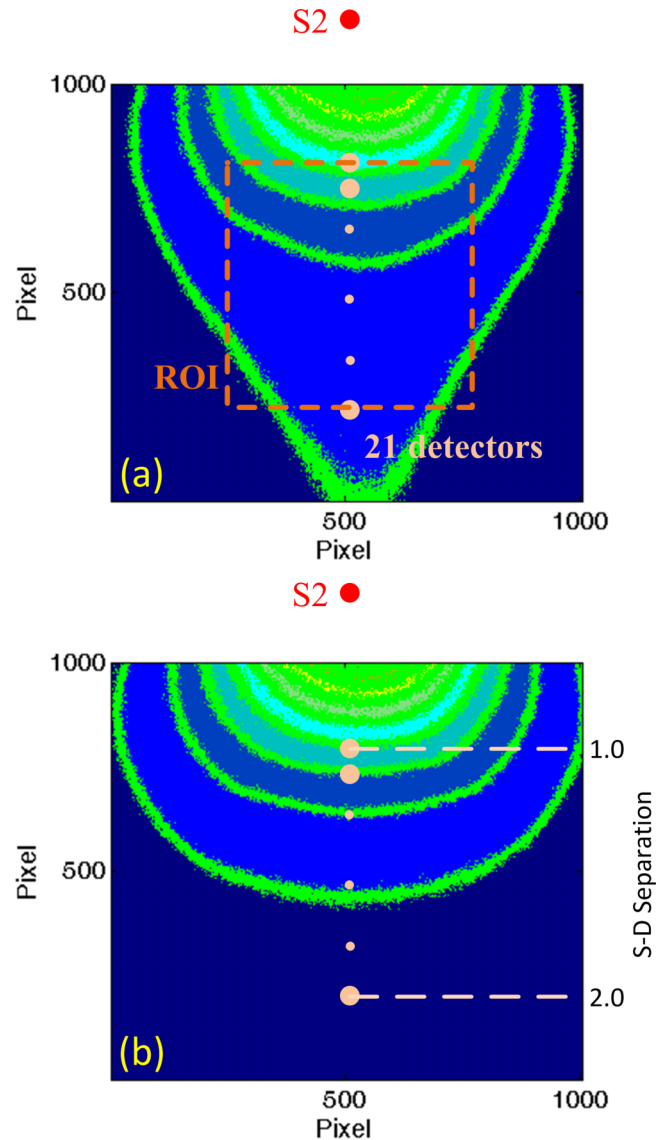 S2
1000
Pixel
500
ROI
21 detectors
(a)
500
1000
Pixel
S2
1000
1.0
Pixel
500
S-D Separation
2.0
(b)
500
1000
Pixel